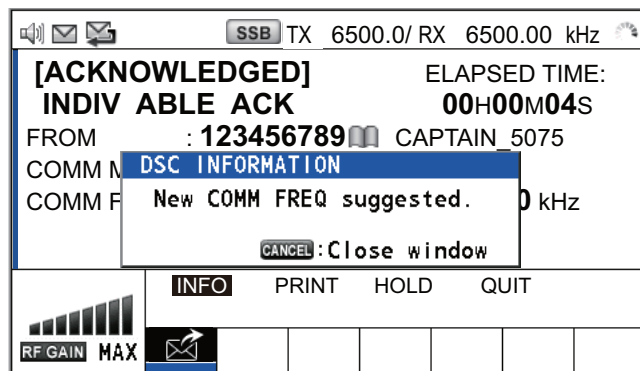 SSB TX 6500.0/ RX 6500.00 kHz
[ACKNOWLEDGED] ELAPSED TIME:
INDIV ABLE ACK 00H00M04S
FROM : 123456789 CAPTAIN_5075
COMM M
DSC INFORMATION
COMM F
New COMM FREQ suggested.
0 kHz
CANCEL:Close window
INFO PRINT HOLD QUIT
RF GAIN MAX